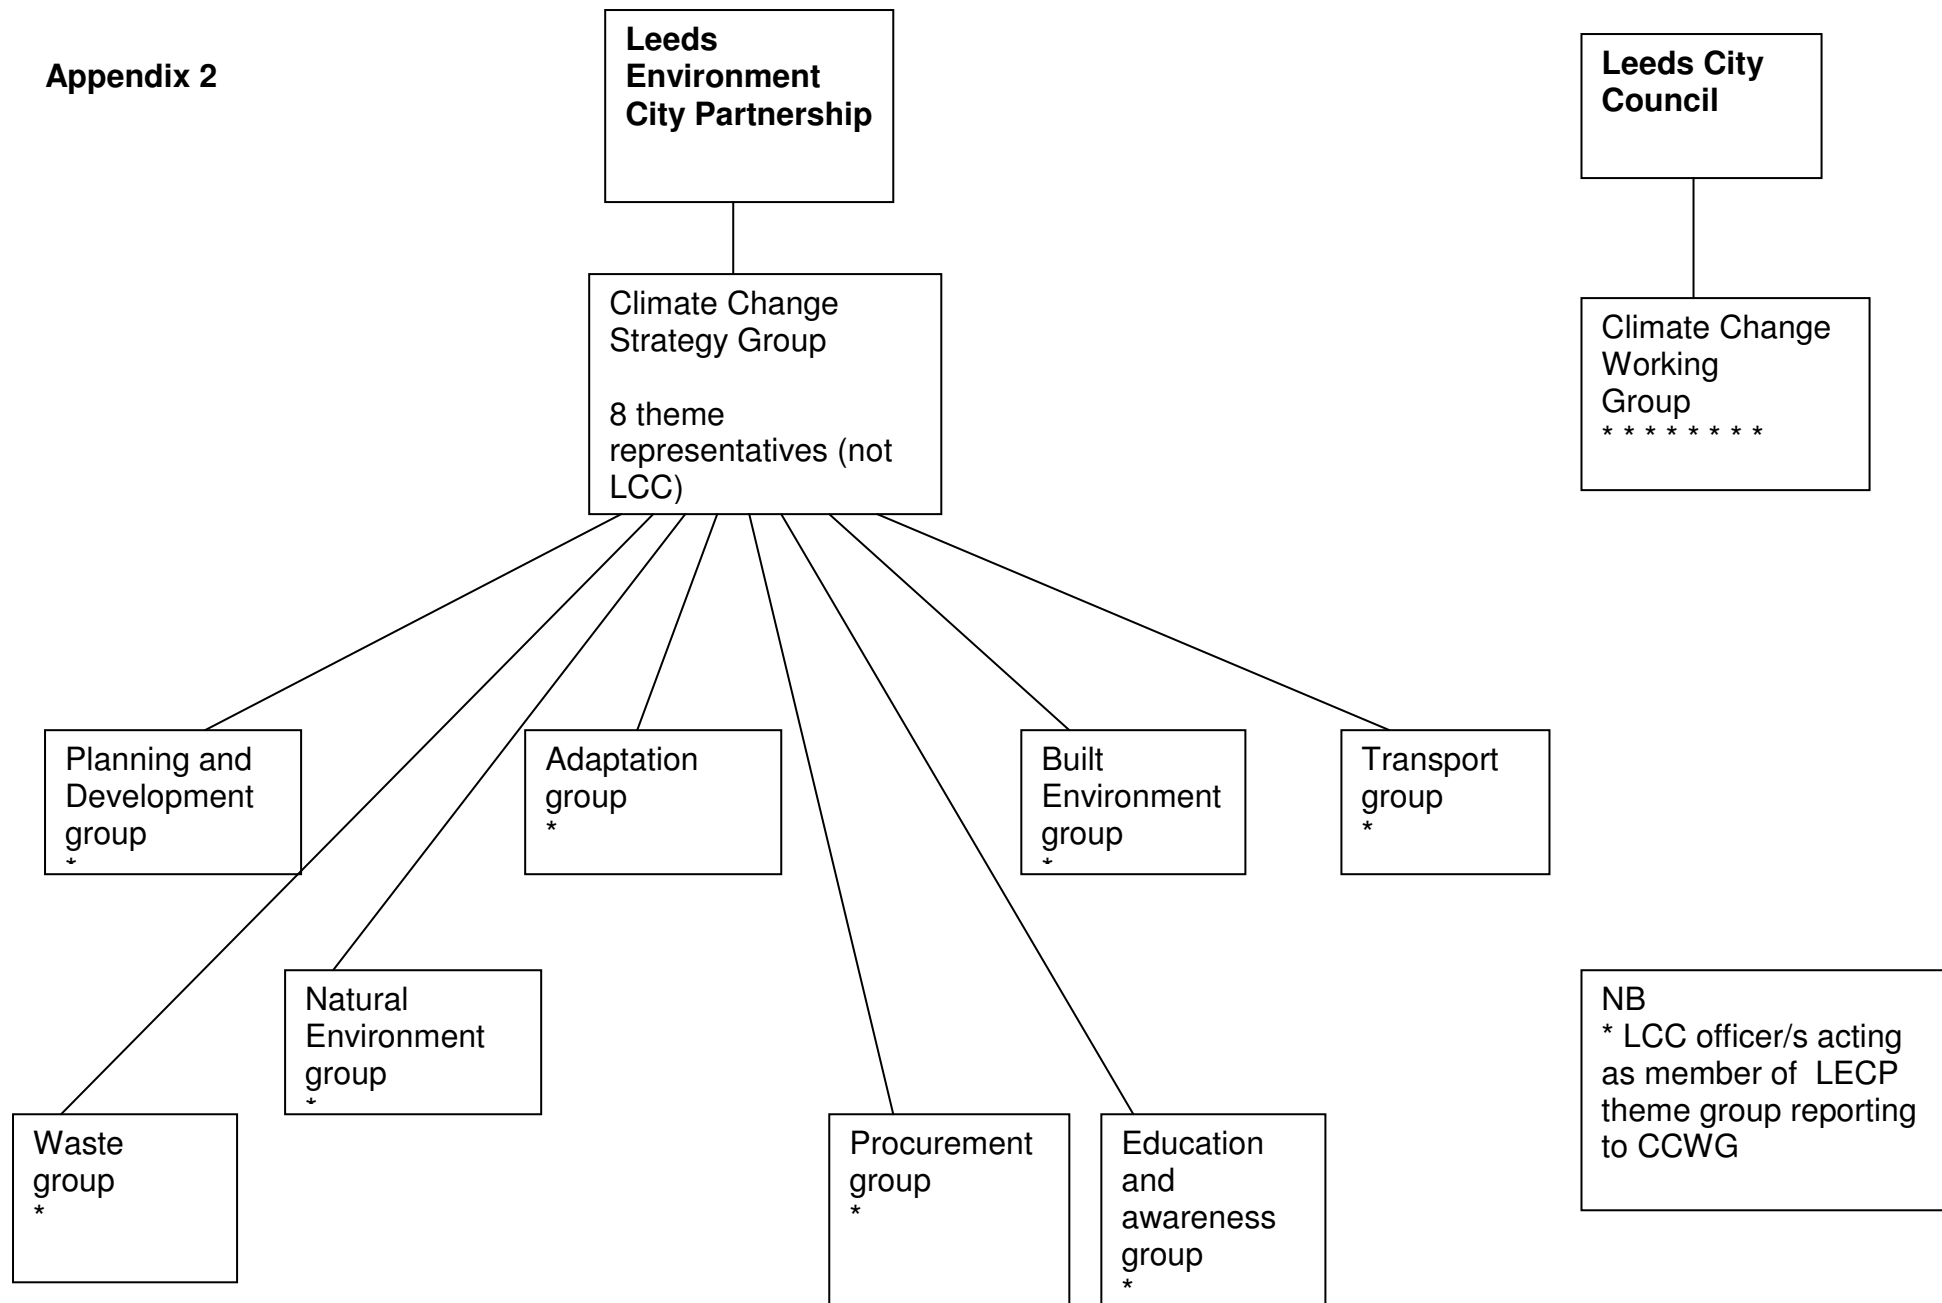 Appendix 2
Leeds
Environment
City Partnership
Leeds City
Council
Climate Change
Strategy Group
8 theme
representatives (not
LCC)
Climate Change
Working
Group
* * * * * * * *
Planning and
Development
group
*
Adaptation
group
*
Built
Environment
group
*
Transport
group
*
Natural
Environment
group
*
NB
* LCC officer/s acting
as member of LECP
theme group reporting
to CCWG
Waste
group
*
Procurement
group
*
Education
and
awareness
group
*